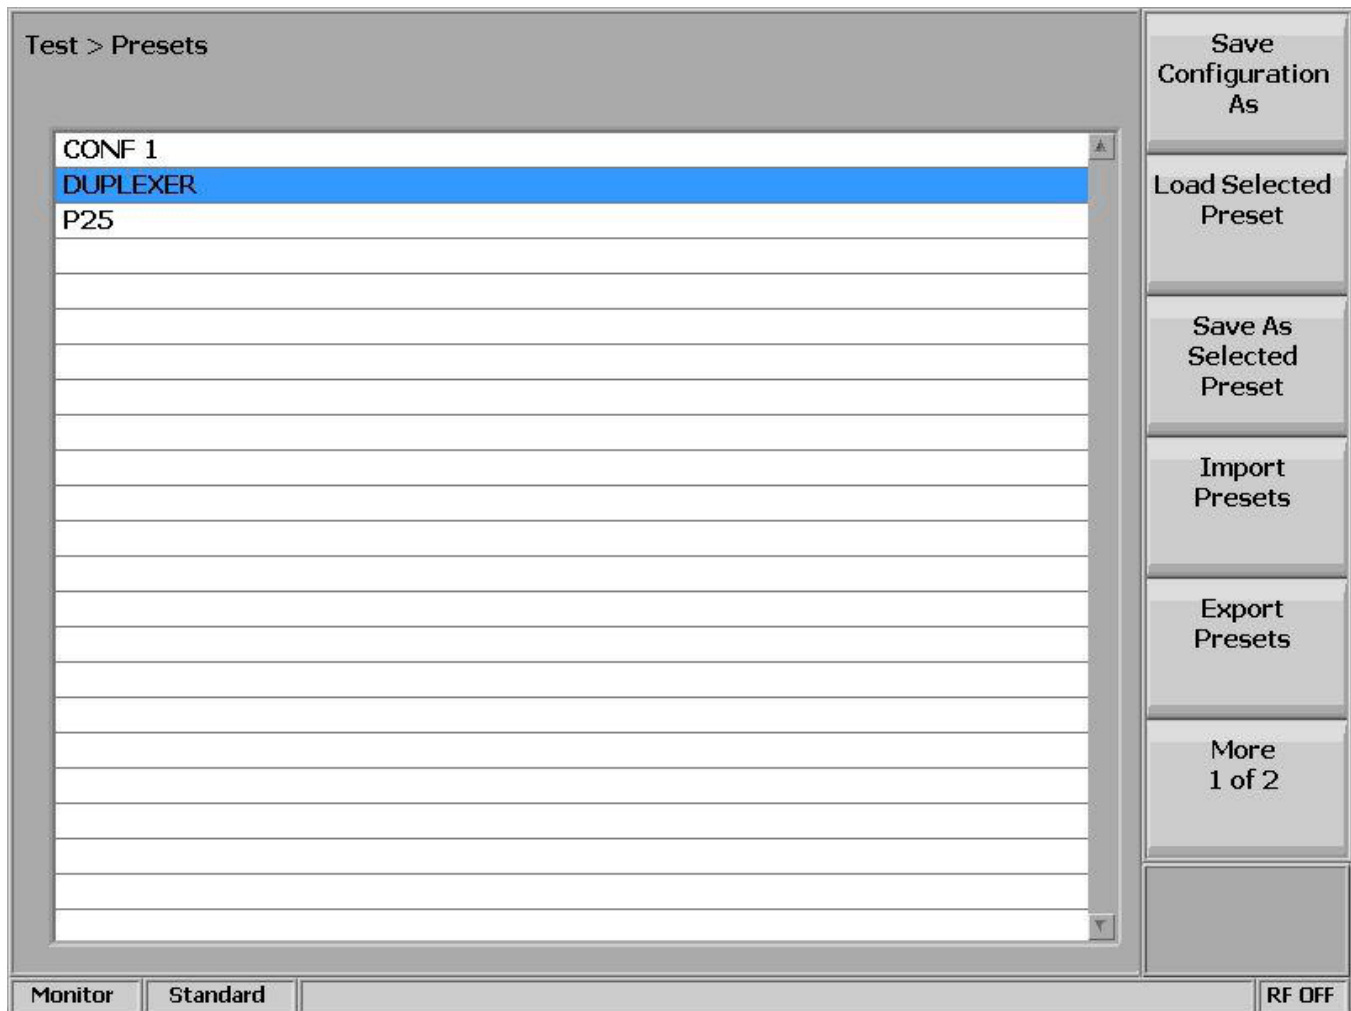 Test > Presets
CONF 1
DUPLEXER
P25
Save
Configuration
As
Load Selected
Preset
Save As
Selected
Preset
Import
Presets
Export
Presets
More
1 of 2
Monitor
Standard
RF OFF